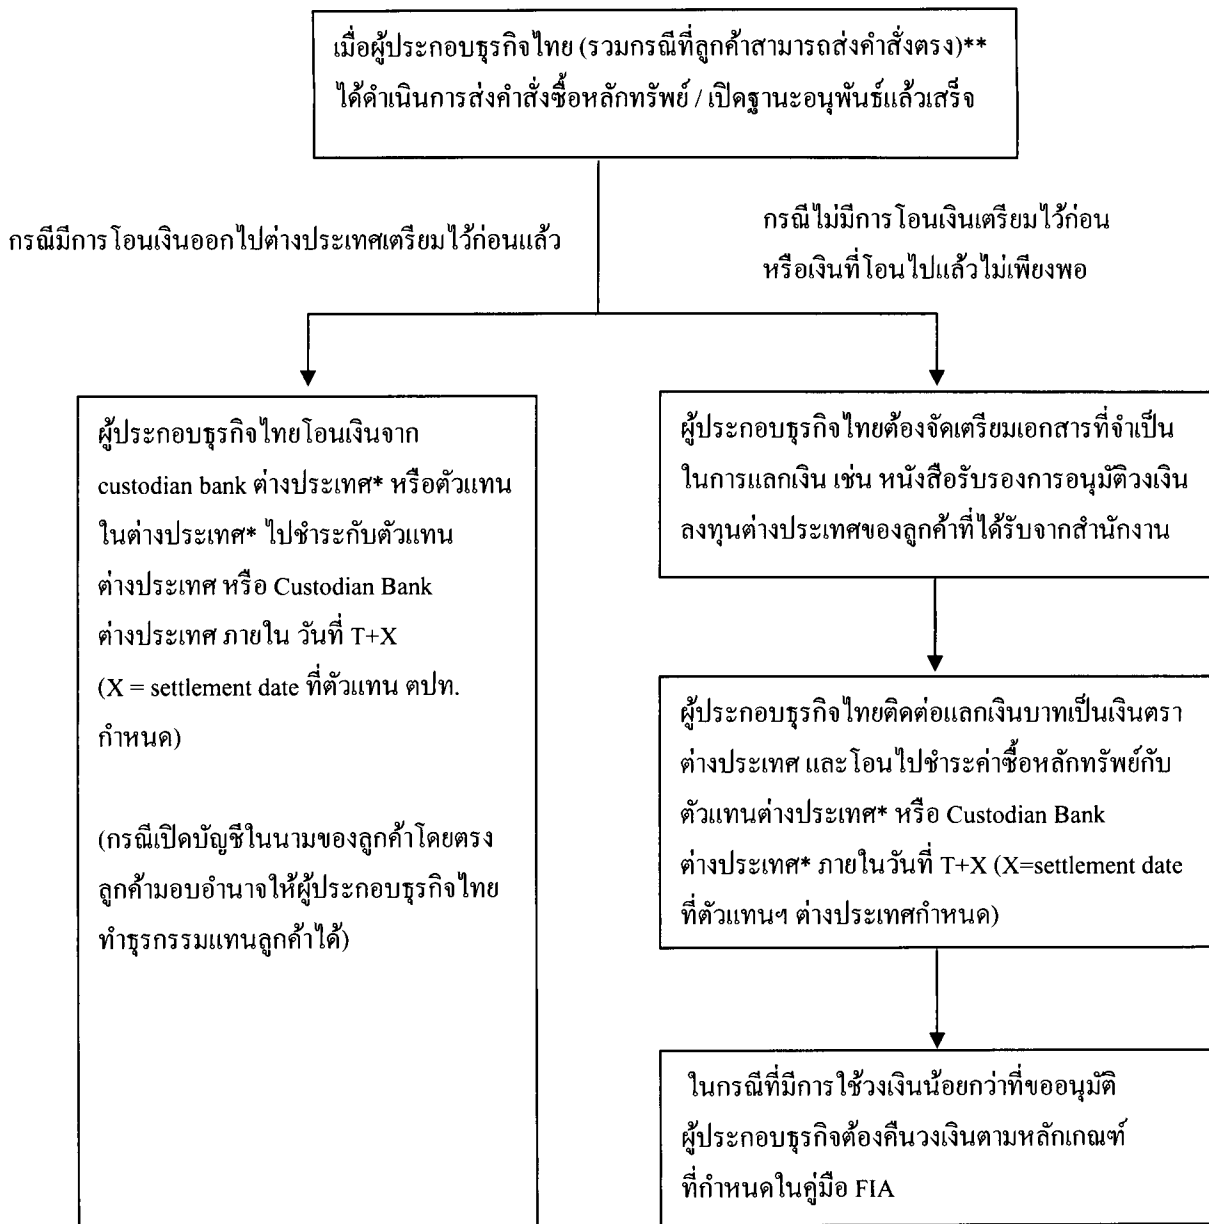 เมื่อผู้ประกอบธุรกิจไทย (รวมกรณีที่ลูกค้าสามารถส่งคำสั่งตรง)**
ได้ดำเนินการส่งคำสั่งซื้อหลักทรัพย์ / เปิดฐานะอนุพันธ์แล้วเสร็จ
กรณีมีการโอนเงินออกไปต่างประเทศเตรียมไว้ก่อนแล้ว
กรณีไม่มีการโอนเงินเตรียมไว้ก่อน
หรือเงินที่โอนไปแล้วไม่เพียงพอ
ผู้ประกอบธุรกิจไทยโอนเงินจาก
custodian bank ต่างประเทศ* หรือตัวแทน
ในต่างประเทศ* ไปชำระกับตัวแทน
ต่างประเทศ หรือ Custodian Bank
ต่างประเทศ ภายใน วันที่ T+X
(X = settlement date ที่ตัวแทน ตปท.
กำหนด)
(กรณีเปิดบัญชีในนามของลูกค้าโดยตรง
ลูกค้ามอบอำนาจให้ผู้ประกอบธุรกิจไทย
ทำธุรกรรมแทนลูกค้าได้)
ผู้ประกอบธุรกิจไทยต้องจัดเตรียมเอกสารที่จำเป็น
ในการแลกเงิน เช่น หนังสือรับรองการอนุมัติวงเงิน
ลงทุนต่างประเทศของลูกค้าที่ได้รับจากสำนักงาน
ผู้ประกอบธุรกิจไทยติดต่อแลกเงินบาทเป็นเงินตรา
ต่างประเทศ และโอนไปชำระค่าซื้อหลักทรัพย์กับ
ตัวแทนต่างประเทศ* หรือ Custodian Bank
ต่างประเทศ* ภายในวันที่ T+X (X=settlement date
ที่ตัวแทนฯ ต่างประเทศกำหนด)
ในกรณีที่มีการใช้วงเงินน้อยกว่าที่ขออนุมัติ
ผู้ประกอบธุรกิจต้องคืนวงเงินตามหลักเกณฑ์
ที่กำหนดในคู่มือ FIA